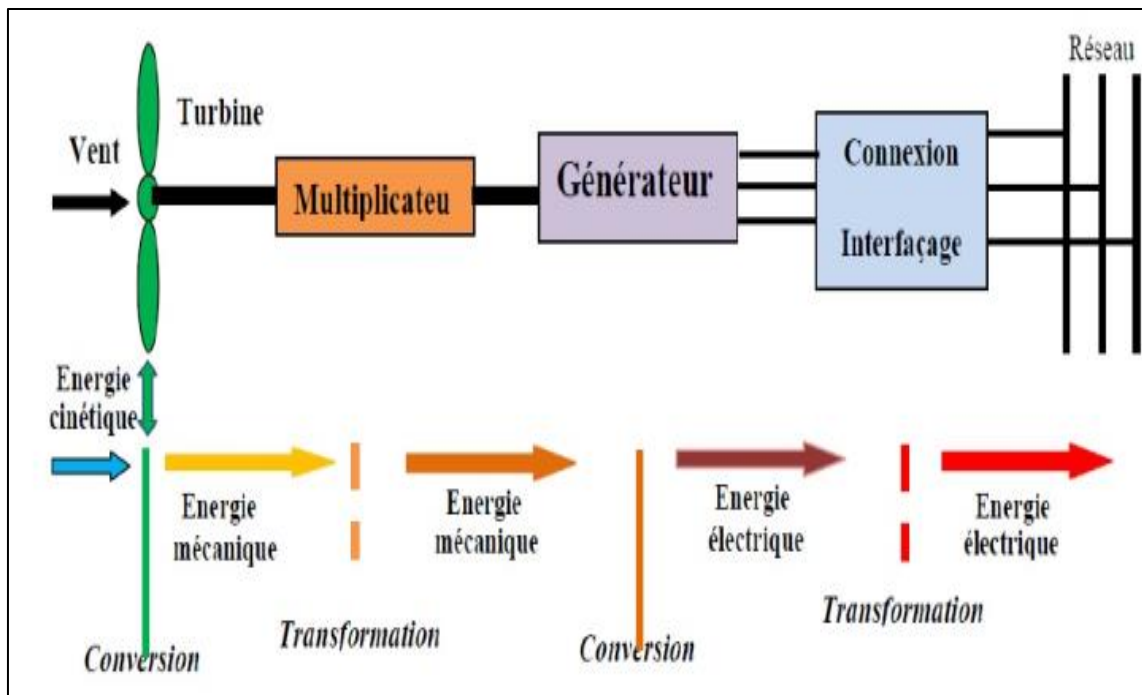 Réseau
Turbine
Vent
Connexion
Générateur
Multiplicateu
Interfaçage
Energie
cinétique
Energie
mécanique
Energie
mécanique
Energie
électrique
Energie
électrique
Transformation
Transformation
Conversion
Conversion